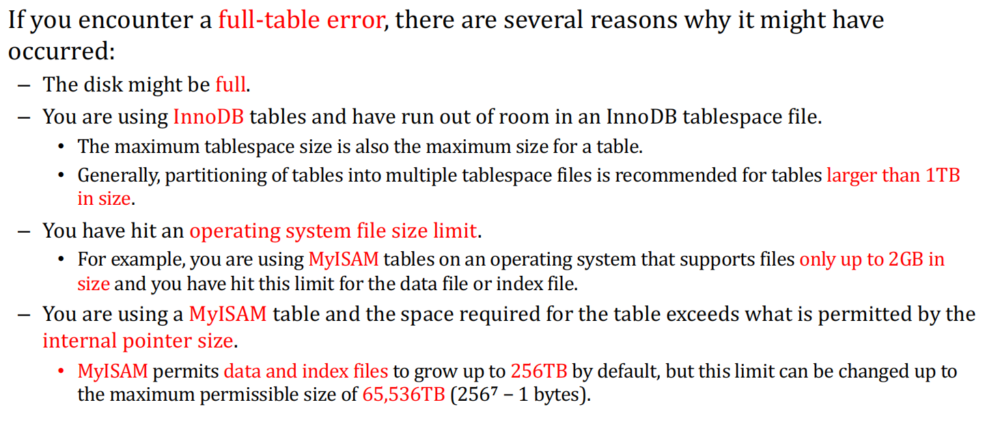 If you encounter a full-table error, there are several reasons why it might have
occurred:
– The disk might be full.
– You are using InnoDB tables and have run out of room in an InnoDB tablespace file.
• The maximum tablespace size is also the maximum size for a table.
• Generally, partitioning of tables into multiple tablespace files is recommended for tables larger than 1TB
in size.
– You have hit an operating system file size limit.
• For example, you are using MyISAM tables on an operating system that supports files only up to 2GB in
size and you have hit this limit for the data file or index file.
– You are using a MyISAM table and the space required for the table exceeds what is permitted by the
internal pointer size.
• MyISAM permits data and index files to grow up to 256TB by default, but this limit can be changed up to
the maximum permissible size of 65,536TB (256⁷ – 1 bytes).